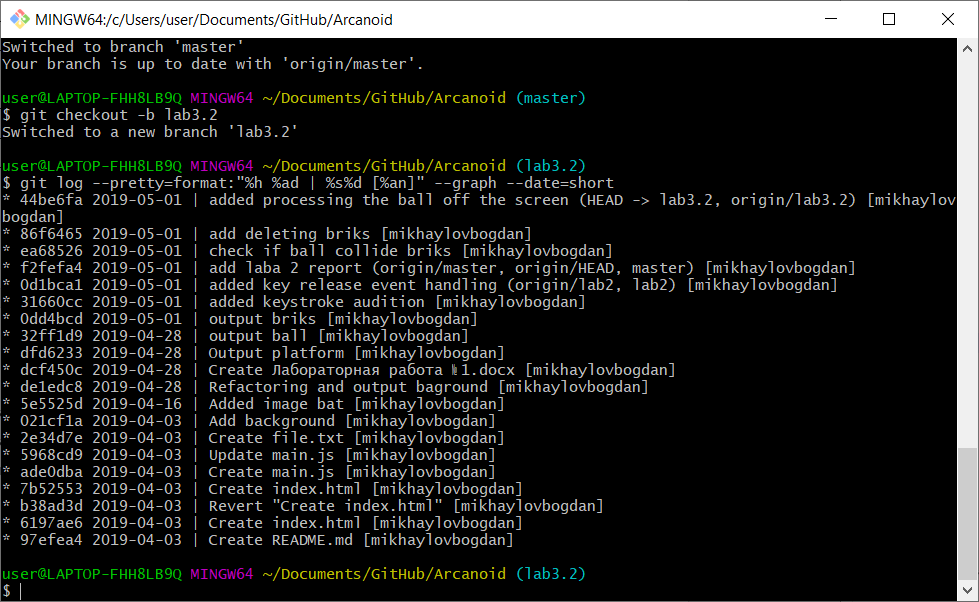 MINGW64:/c/Users/user/Documents/GitHub/Arcanoid
Switched to branch 'master'
Your branch is up to date with 'origin/master'.
user@LAPTOP-FHH8LB9Q MINGW64 ~/Documents/GitHub/Arcanoid (master)
$ git checkout -b lab3.2
Switched to a new branch 'lab3.2'
user@LAPTOP-FHH8LB9Q MINGW64 ~/Documents/GitHub/Arcanoid (lab3.2)
$ git log --pretty=format:"%h %ad | %s%d [%an]" --graph --date=short
* 44be6fa 2019-05-01 | added processing the ball off the screen (HEAD -> lab3.2, origin/lab3.2) [mikhaylov
bogdan]
* 86f6465 2019-05-01 | add deleting briks [mikhaylovbogdan]
* ea68526 2019-05-01 | check if ball collide briks [mikhaylovbogdan]
* f2fefa4 2019-05-01 | add laba 2 report (origin/master, origin/HEAD, master) [mikhaylovbogdan]
* 0d1bca1 2019-05-01 | added key release event handling (origin/lab2, lab2) [mikhaylovbogdan]
* 31660cc 2019-05-01 | added keystroke audition [mikhaylovbogdan]
* 0dd4bcd 2019-05-01 | output briks [mikhaylovbogdan]
* 32ff1d9 2019-04-28 | output ball [mikhaylovbogdan]
* dfd6233 2019-04-28 | Output platform [mikhaylovbogdan]
* dcf450c 2019-04-28 | Create Лабораторная работа №1.docx [mikhaylovbogdan]
* de1edc8 2019-04-28 | Refactoring and output baground [mikhaylovbogdan]
* 5e5525d 2019-04-16 | Added image bat [mikhaylovbogdan]
* 021cf1a 2019-04-03 | Add background [mikhaylovbogdan]
* 2e34d7e 2019-04-03 | Create file.txt [mikhaylovbogdan]
* 5968cd9 2019-04-03 | Update main.js [mikhaylovbogdan]
* ade0dba 2019-04-03 | Create main.js [mikhaylovbogdan]
* 7b52553 2019-04-03 | Create index.html [mikhaylovbogdan]
* b38ad3d 2019-04-03 | Revert "Create index.html" [mikhaylovbogdan]
* 6197ae6 2019-04-03 | Create index.html [mikhaylovbogdan]
* 97efea4 2019-04-03 | Create README.md [mikhaylovbogdan]
user@LAPTOP-FHH8LB9Q MINGW64 ~/Documents/GitHub/Arcanoid (lab3.2)
$